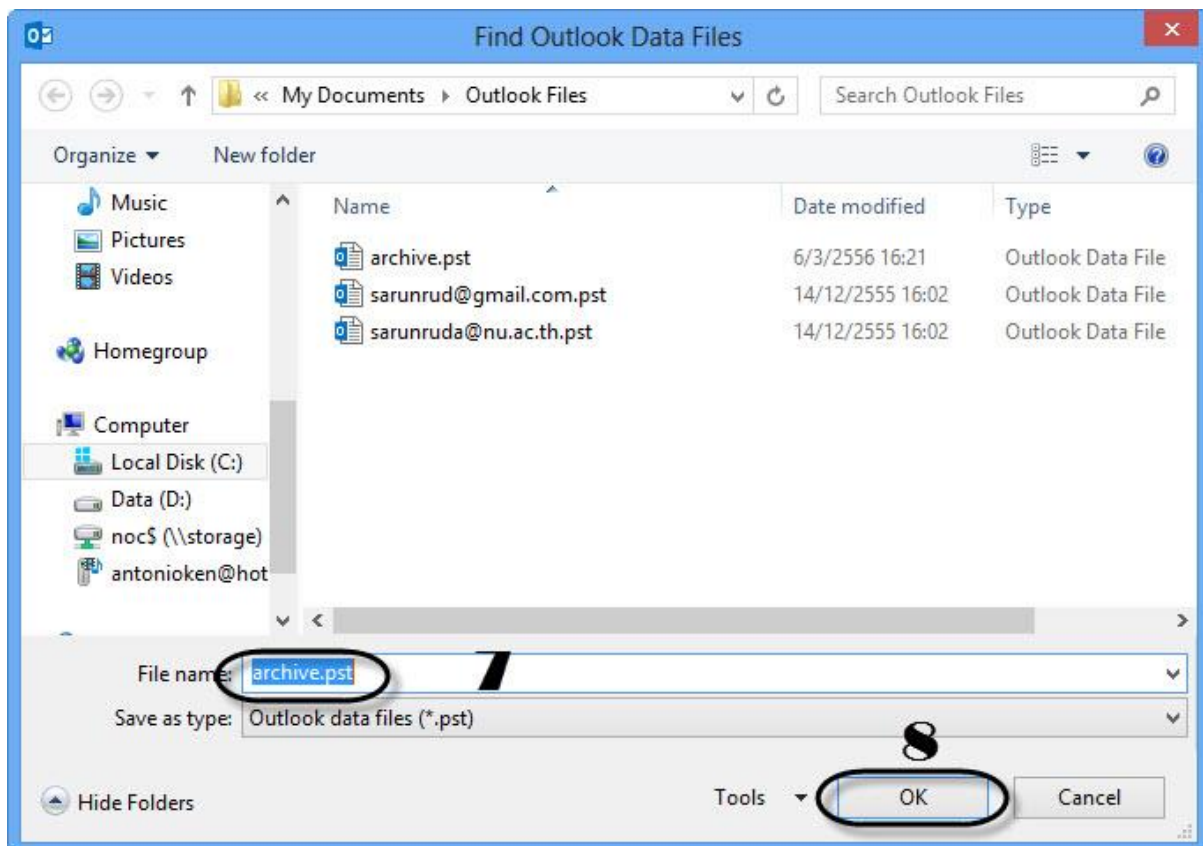 Find Outlook Data Files
« My Documents Outlook Files
Search Outlook Files
Organize New folder
Music
Pictures
Videos
Homegroup
Computer
Local Disk (C:)
Data (D:)
noc$ (\\storage)
antonioken@hot
Name Date modified Type
archive.pst 6/3/2556 16:21 Outlook Data File
sarunrud@gmail.com.pst 14/12/2555 16:02 Outlook Data File
sarunruda@nu.ac.th.pst 14/12/2555 16:02 Outlook Data File
File name: archive.pst 7
Save as type: Outlook data files (*.pst)
8
Hide Folders Tools OK Cancel